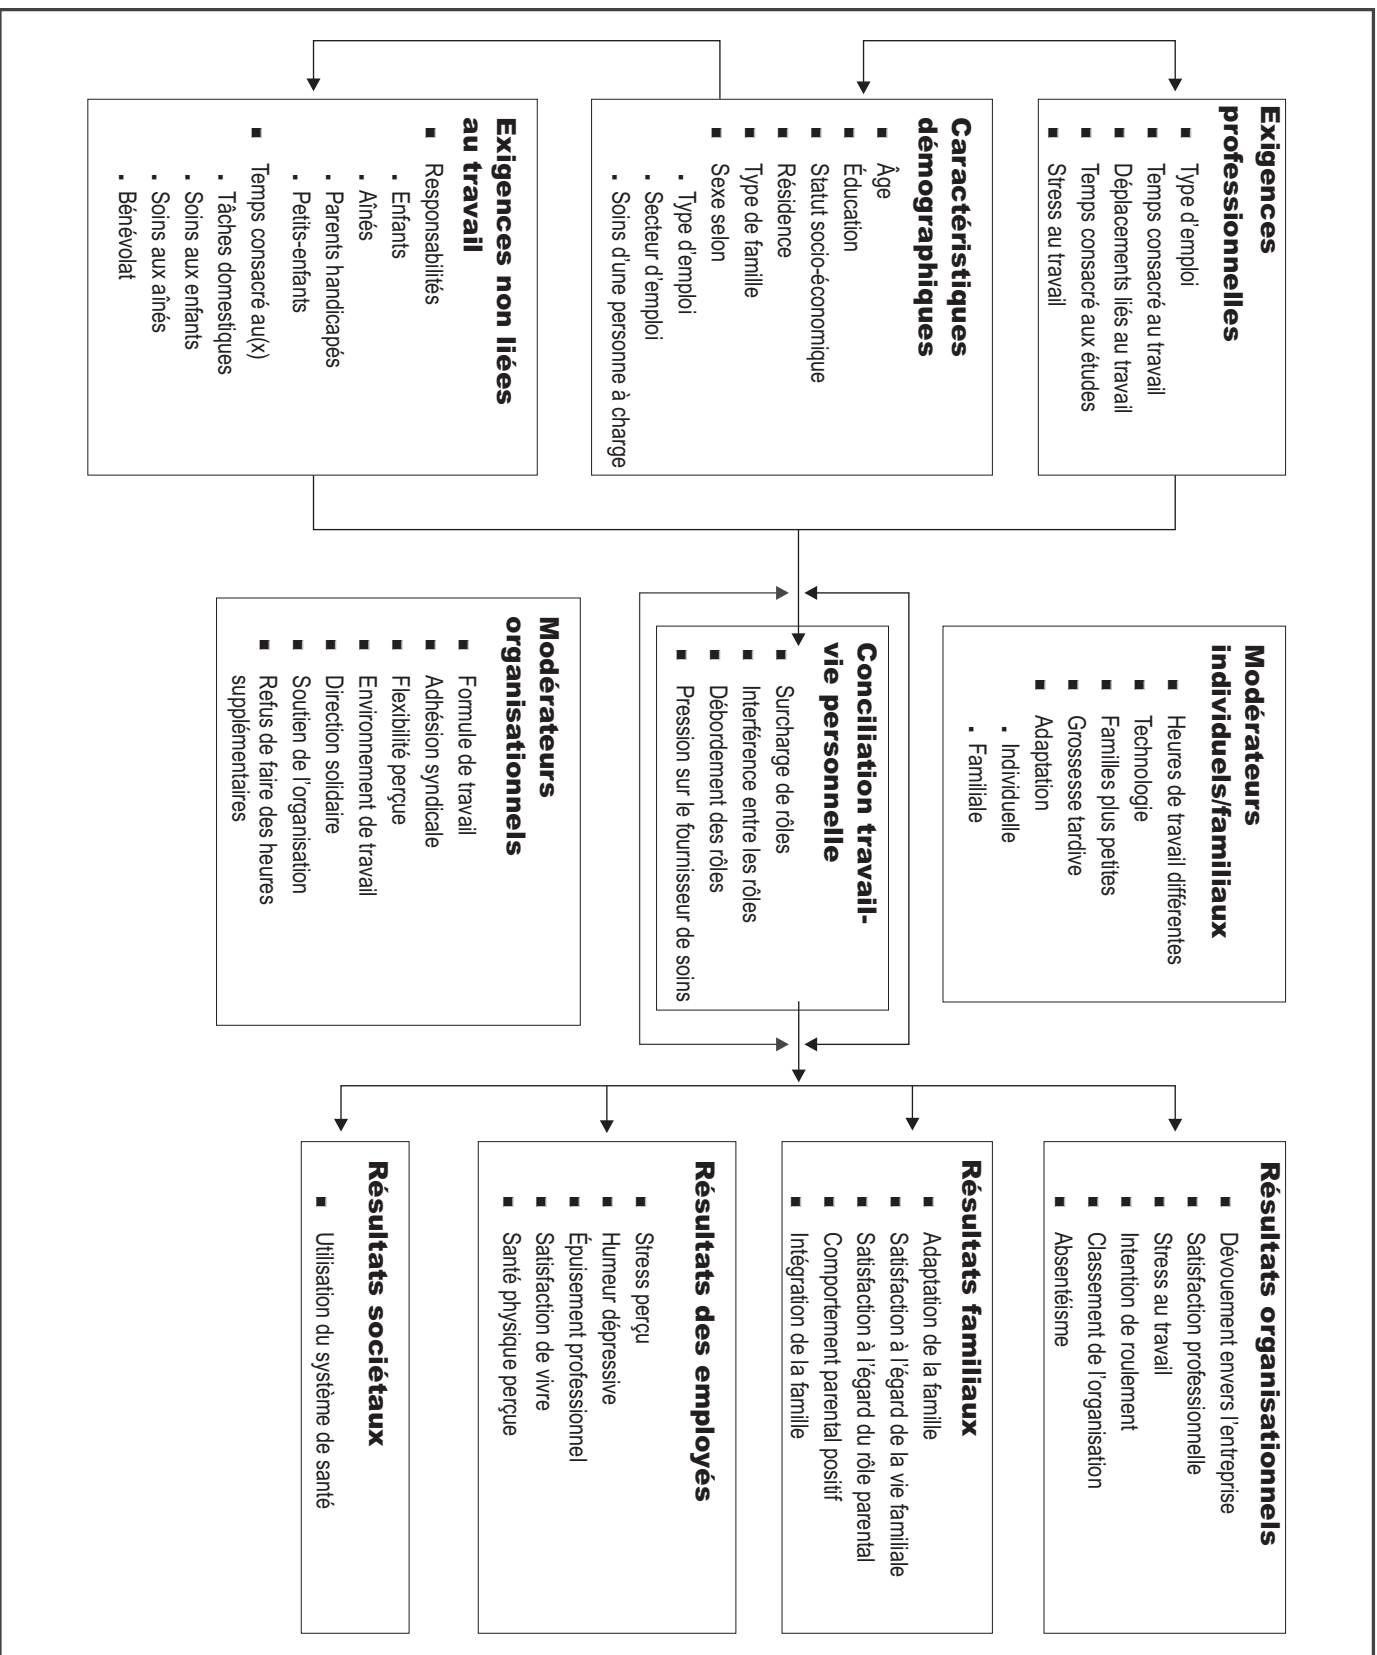 Exigences
professionnelles
■ Type d'emploi
■ Temps consacré au travail
■ Déplacements liés au travail
■ Temps consacré aux études
■ Stress au travail
Caractéristiques
démographiques
■ Âge
■ Éducation
■ Statut socio-économique
■ Résidence
■ Type de famille
■ Sexe selon
. Type d'emploi
. Secteur d'emploi
. Soins d'une personne à charge
Exigences non liées
au travail
■ Responsabilités
. Enfants
. Aînés
. Parents handicapés
. Petits-enfants
■ Temps consacré au(x)
. Tâches domestiques
. Soins aux enfants
. Soins aux aînés
. Bénévolat
Modérateurs
individuels/familiaux
■ Heures de travail différentes
■ Technologie
■ Familles plus petites
■ Grossesse tardive
■ Adaptation
. Individuelle
. Familiale
Conciliation travail-
vie personnelle
■ Surcharge de rôles
■ Interférence entre les rôles
■ Débordement des rôles
■ Pression sur le fournisseur de soins
Modérateurs
organisationnels
■ Formule de travail
■ Adhésion syndicale
■ Flexibilité perçue
■ Environnement de travail
■ Direction solidaire
■ Soutien de l'organisation
■ Refus de faire des heures
supplémentaires
Résultats organisationnels
■ Dévouement envers l'entreprise
■ Satisfaction professionnelle
■ Stress au travail
■ Intention de roulement
■ Classement de l'organisation
■ Absentéisme
Résultats familiaux
■ Adaptation de la famille
■ Satisfaction à l'égard de la vie familiale
■ Satisfaction à l'égard du rôle parental
■ Comportement parental positif
■ Intégration de la famille
Résultats des employés
■ Stress perçu
■ Humeur dépressive
■ Épuisement professionnel
■ Satisfaction de vivre
■ Santé physique perçue
Résultats sociétaux
■ Utilisation du système de santé